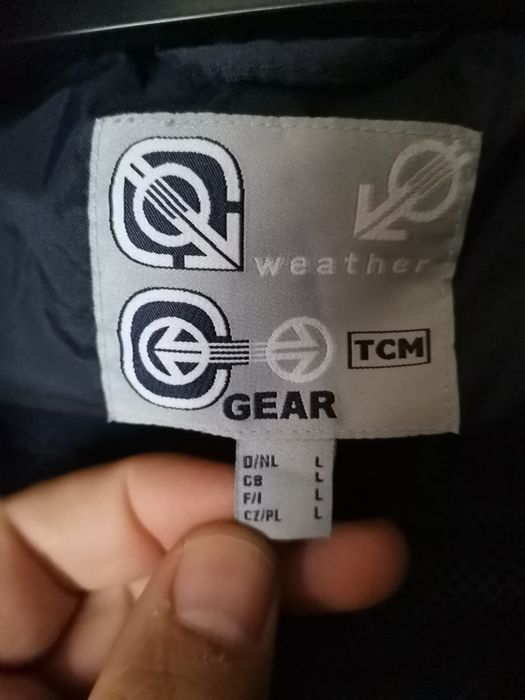 weather
TCM
GEAR
D/NL L
GB L
F/I L
CZ/PL L